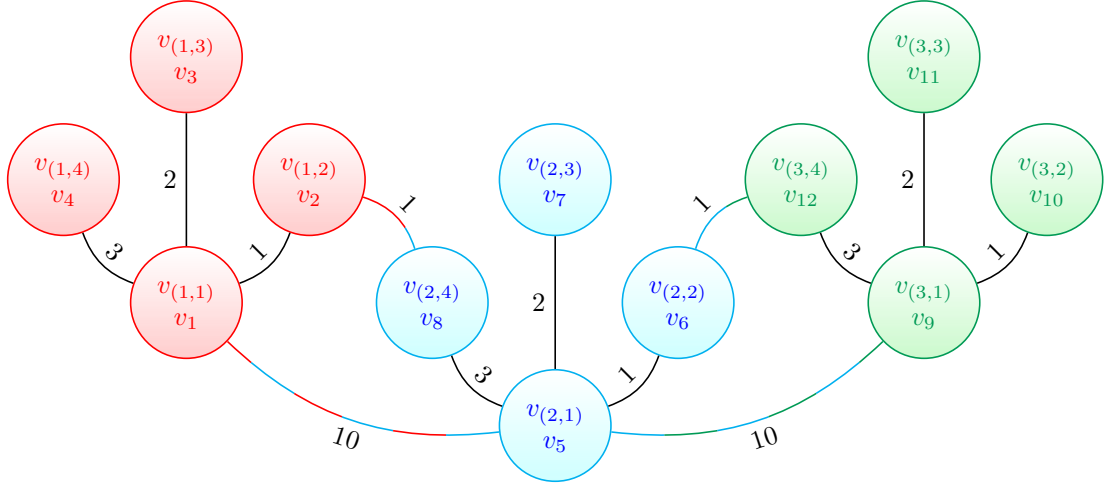 v(1,3)
v3
v(3,3)
v11
v(1,4)
v4
2
v(1,2)
v2
v(2,3)
v7
v(3,4)
v12
2
v(3,2)
v10
1
1
3
1
3
1
v(1,1)
v1
v(2,4)
v8
2
v(2,2)
v6
v(3,1)
v9
3
1
10
v(2,1)
v5
10